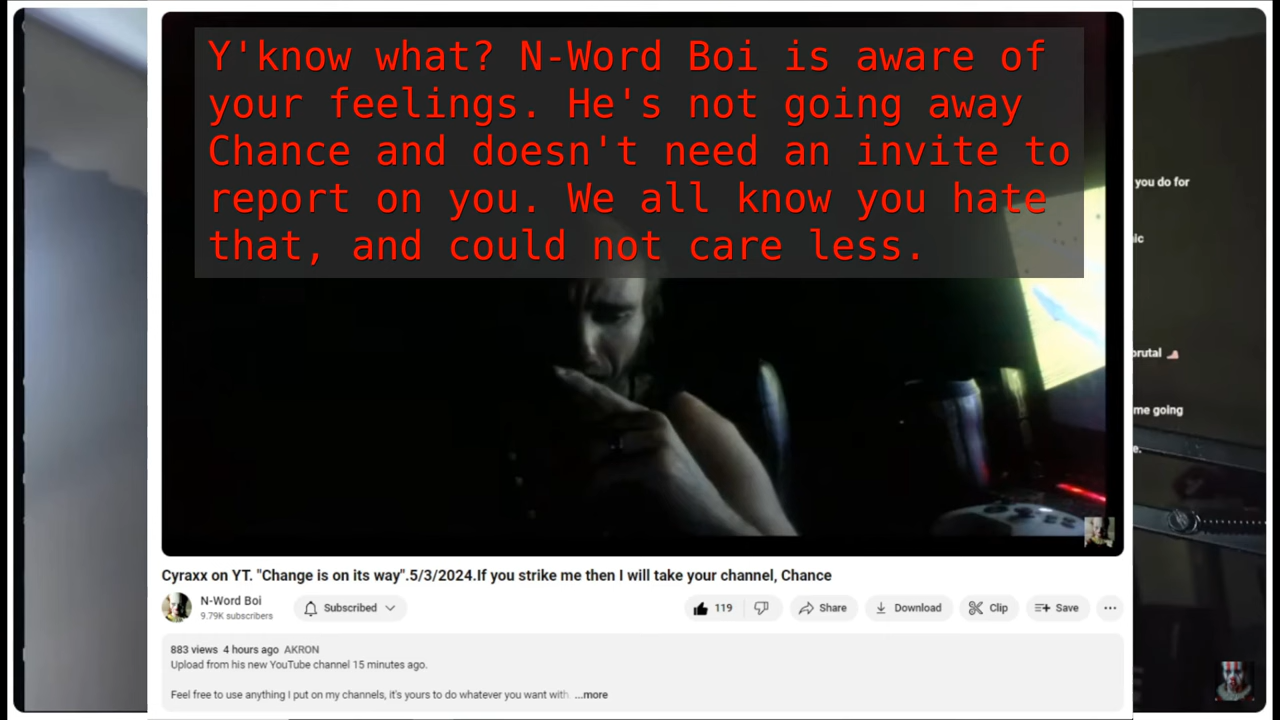 Y'know what? N-Word Boi is aware of
your feelings. He's not going away
Chance and doesn't need an invite to
report on you. We all know you hate
that, and could not care less.
you do for
ic
brutal
me going
e.
Cyraxx on YT. "Change is on its way".5/3/2024.If you strike me then I will take your channel, Chance
N-Word Boi
9.79K subscribers
Subscribed
119
Share
Download
Clip
Save
883 views 4 hours ago AKRON
Upload from his new YouTube channel 15 minutes ago.
Feel free to use anything I put on my channels, it's yours to do whatever you want with ...more